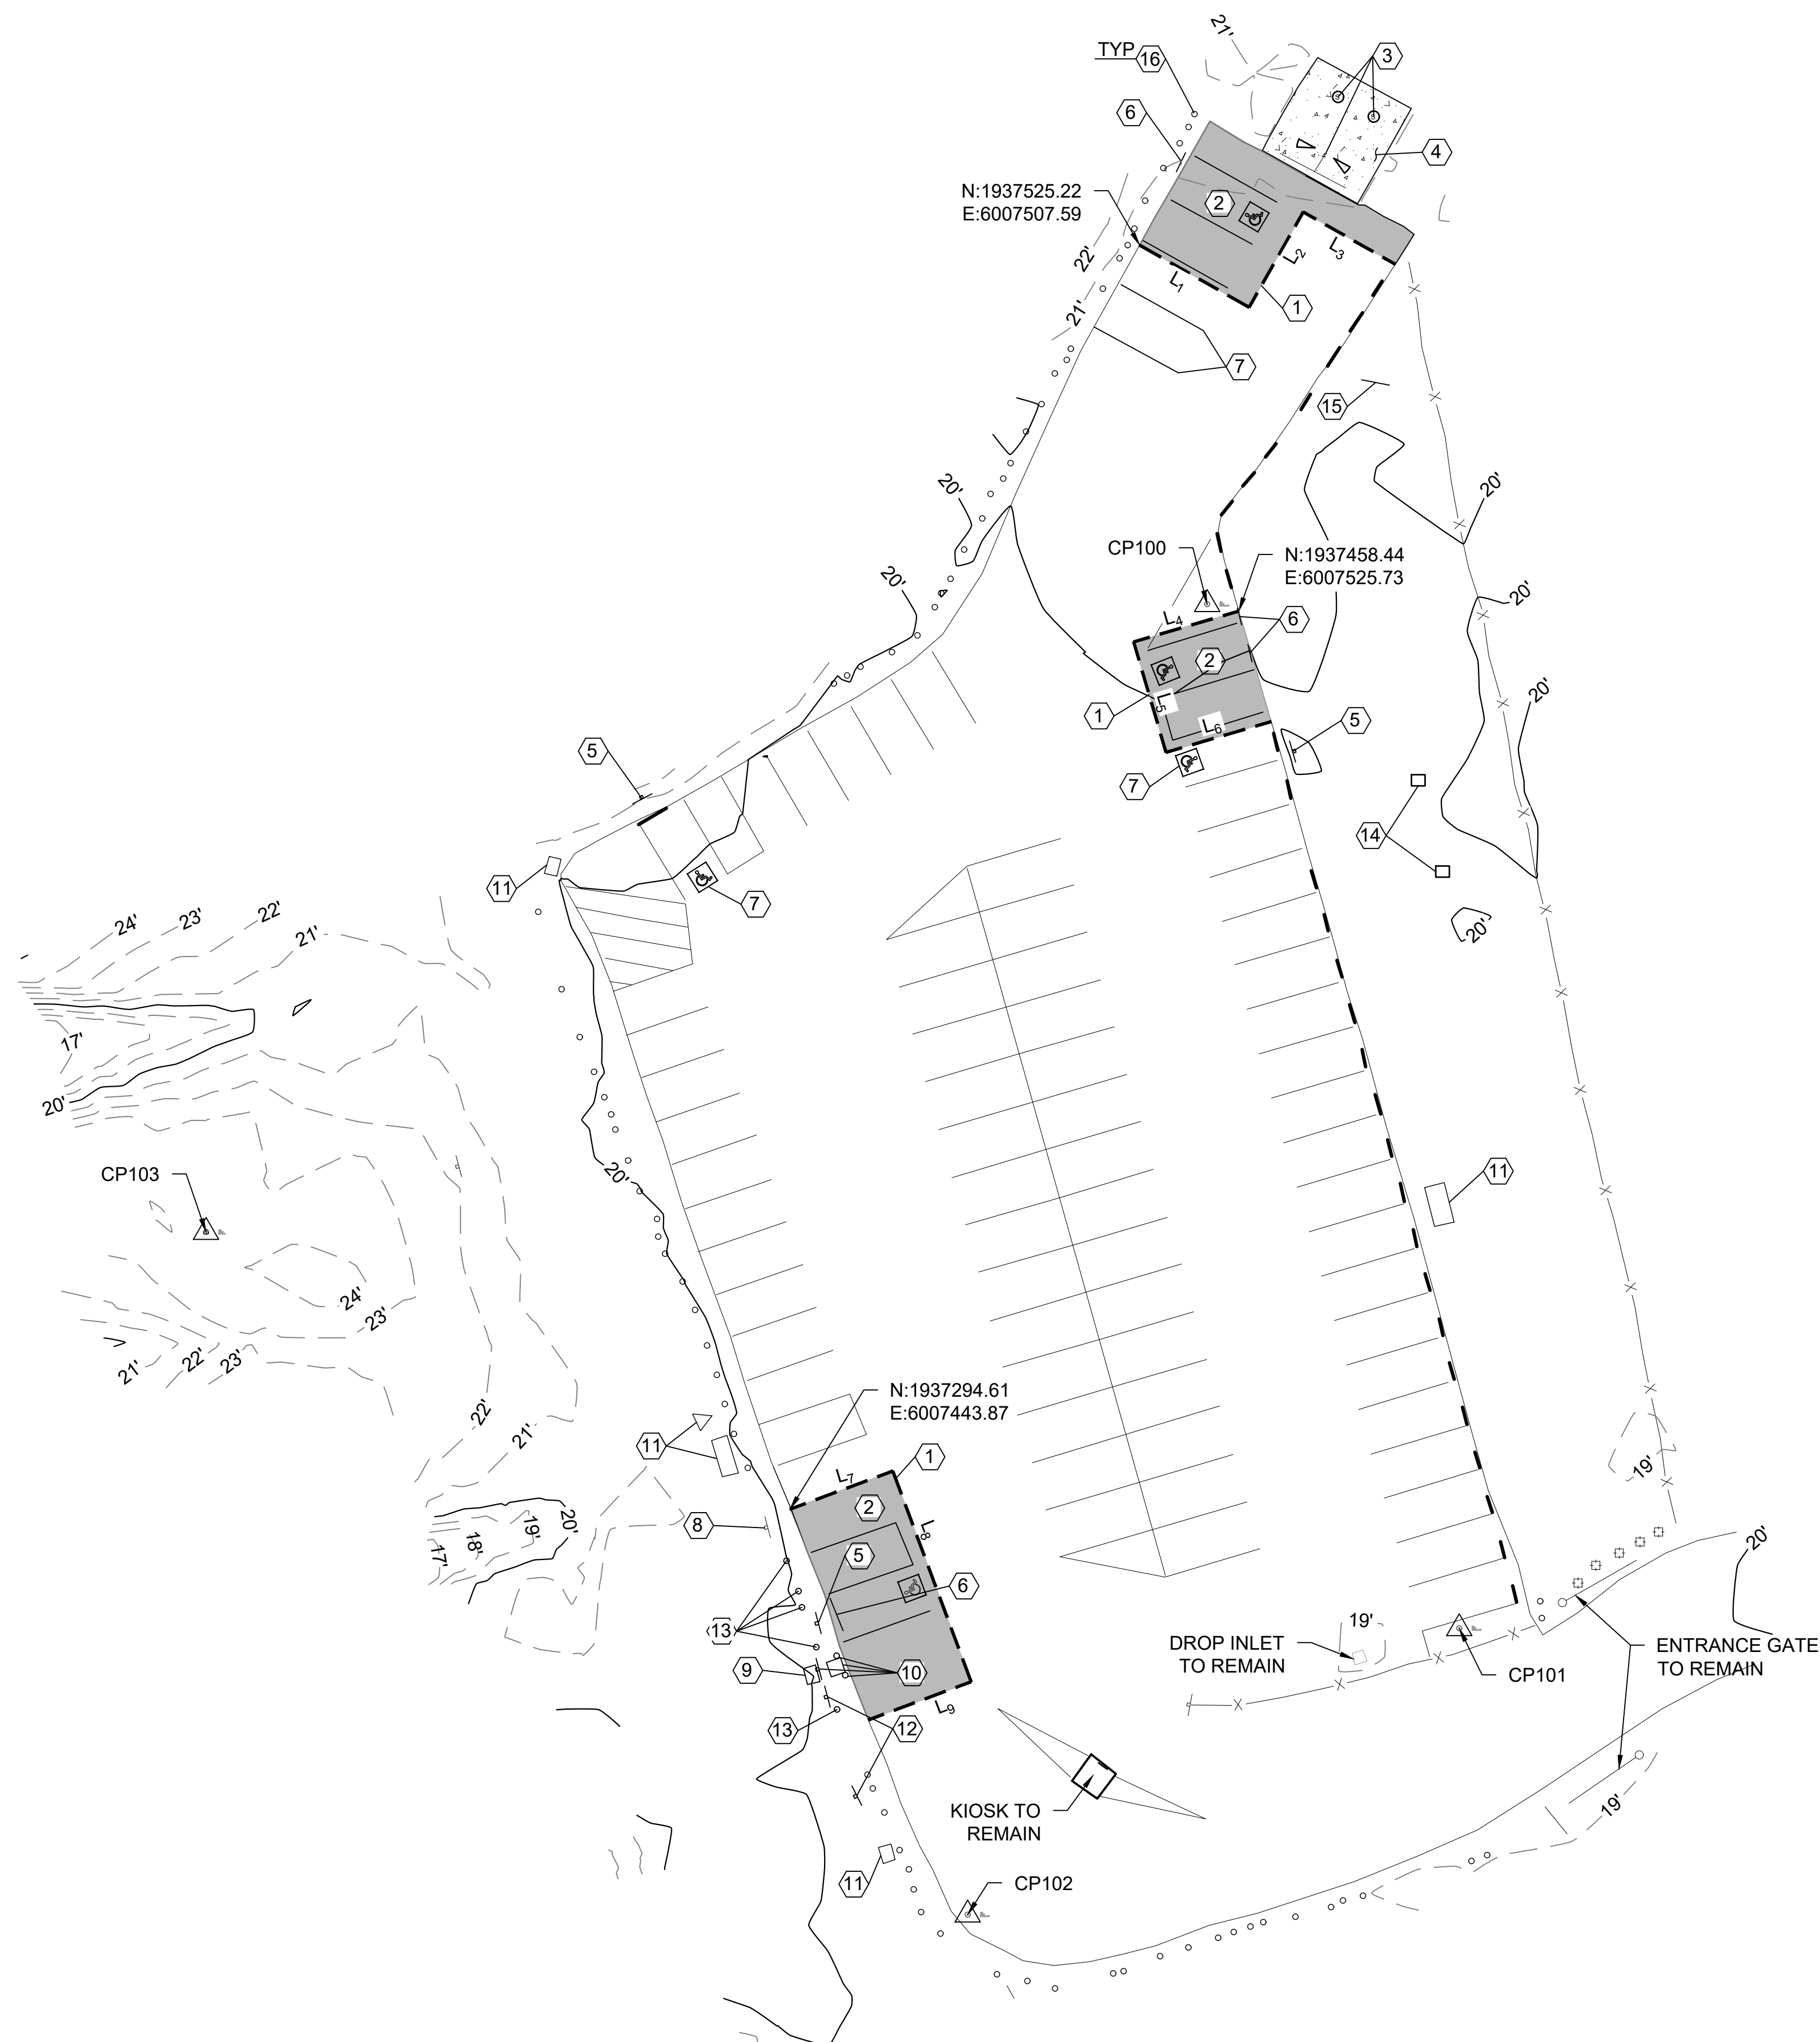 21'
TYP 16
3
6
4
N:1937525.22
E:6007507.59
2
22'
L1
L2
L3
1
21'
7
15
20'
20'
CP100
N:1937458.44
E:6007525.73
20'
20'
L4
6
2
L5
1
L6
5
20'
5
7
14
11
7
24'
23'
22'
21'
20'
17'
20'
CP103
20'
11
24'
23'
21'
22'
23'
N:1937294.61
E:6007443.87
22'
21'
11
L7
1
2
19'
17'
18'
19'
20'
8
L8
5
6
20'
13
19'
DROP INLET
TO REMAIN
ENTRANCE GATE
TO REMAIN
9
10
CP101
L9
13
12
KIOSK TO
REMAIN
19'
11
CP102